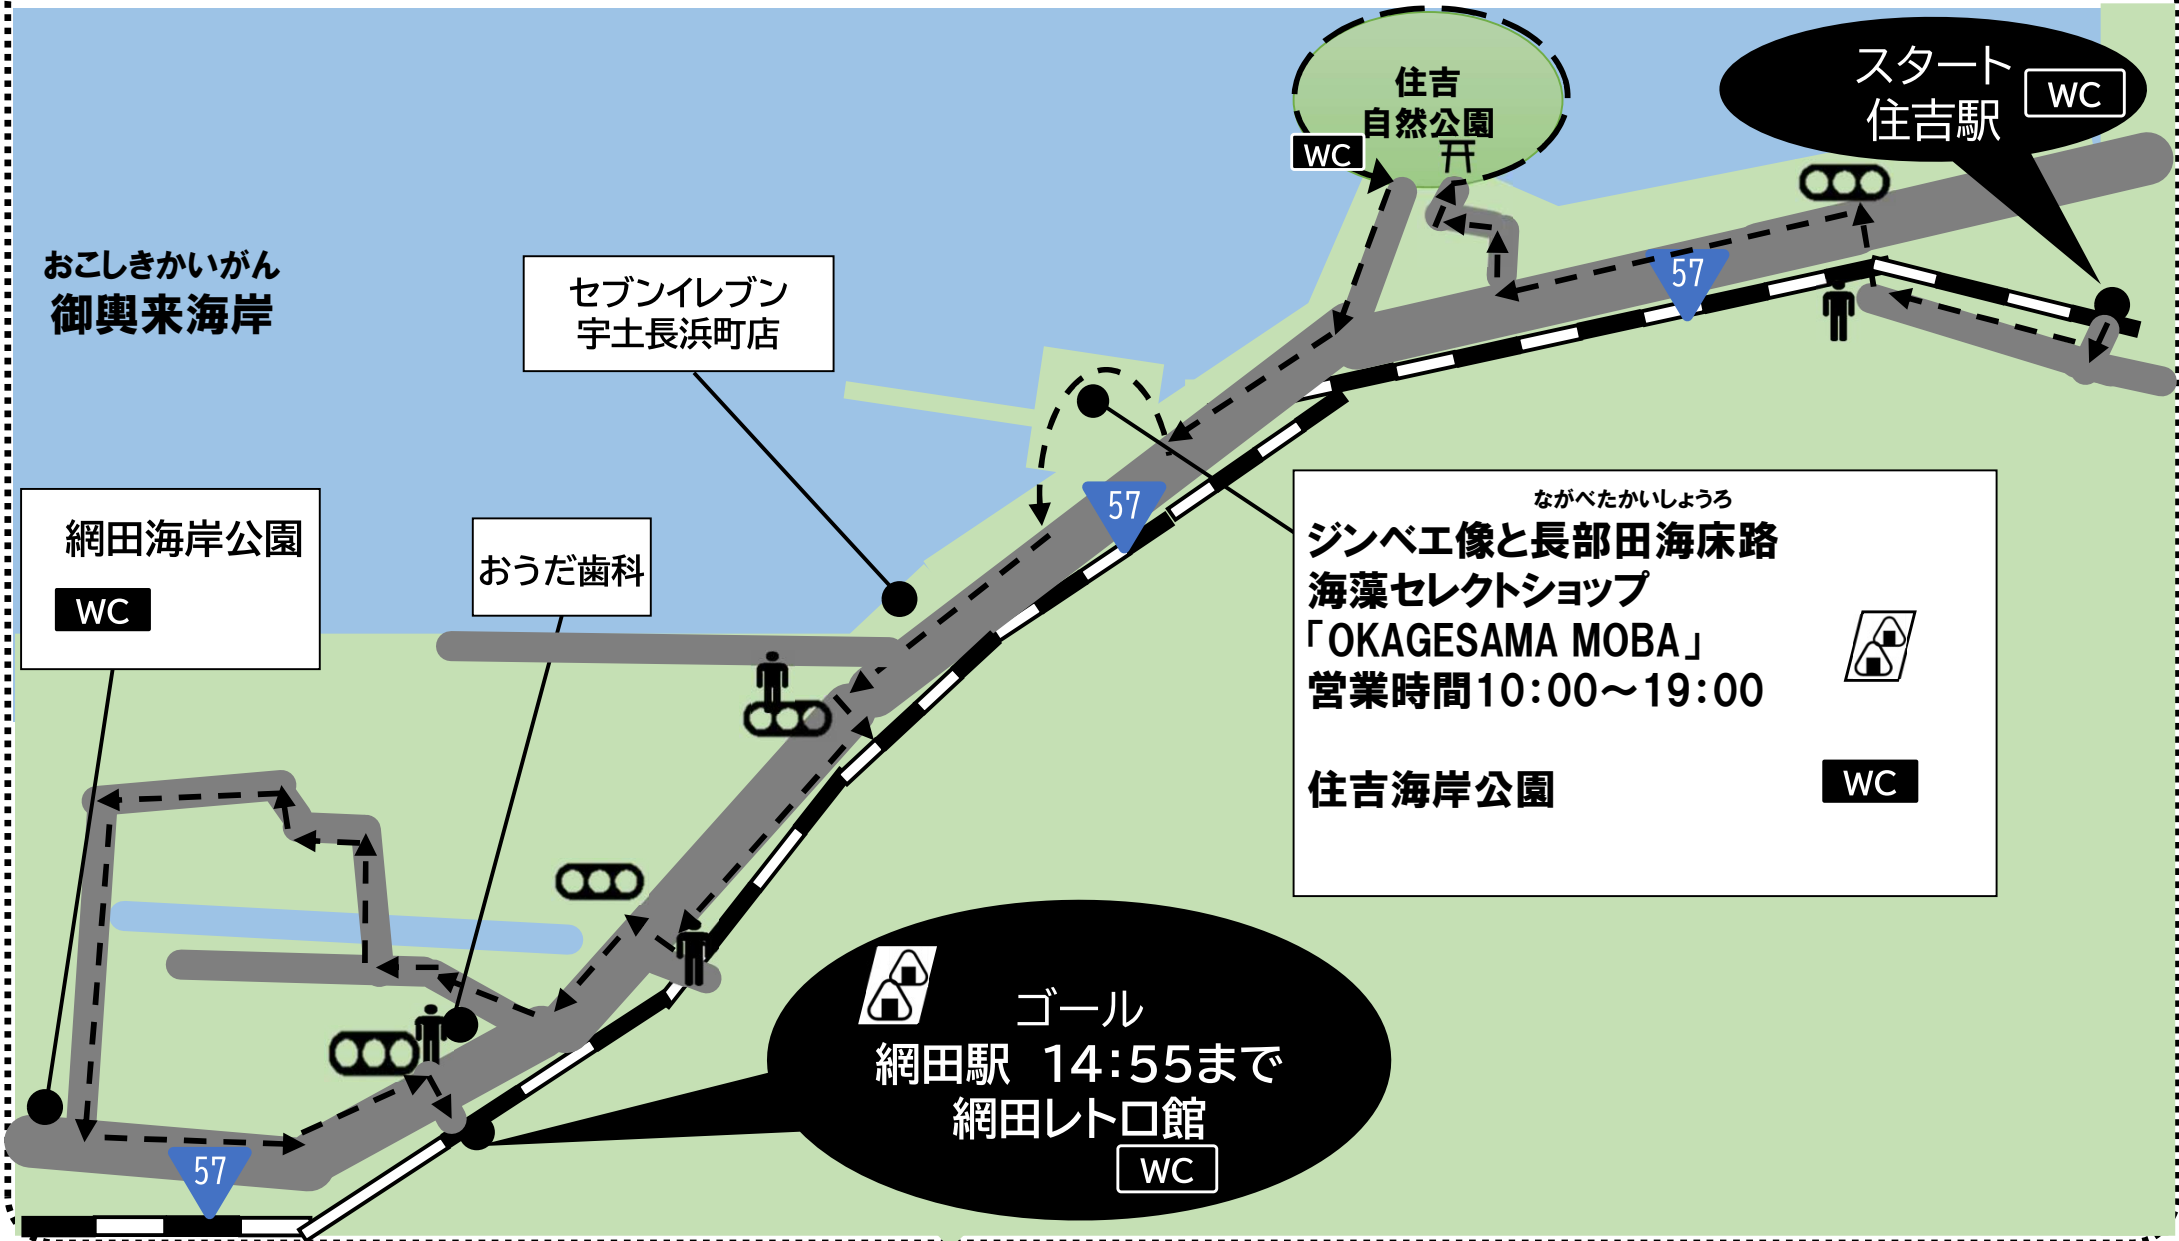 スタート
住吉駅
WC
住吉
自然公園
WC
57
おこしきかいがん
御輿来海岸
セブンイレブン
宇土長浜町店
57
網田海岸公園
WC
おうだ歯科
ながべたかいしょうろ
ジンベエ像と長部田海床路
海藻セレクトショップ
「OKAGESAMA MOBA」
営業時間10:00～19:00
住吉海岸公園
WC
ゴール
網田駅 14:55まで
網田レトロ館
WC
57